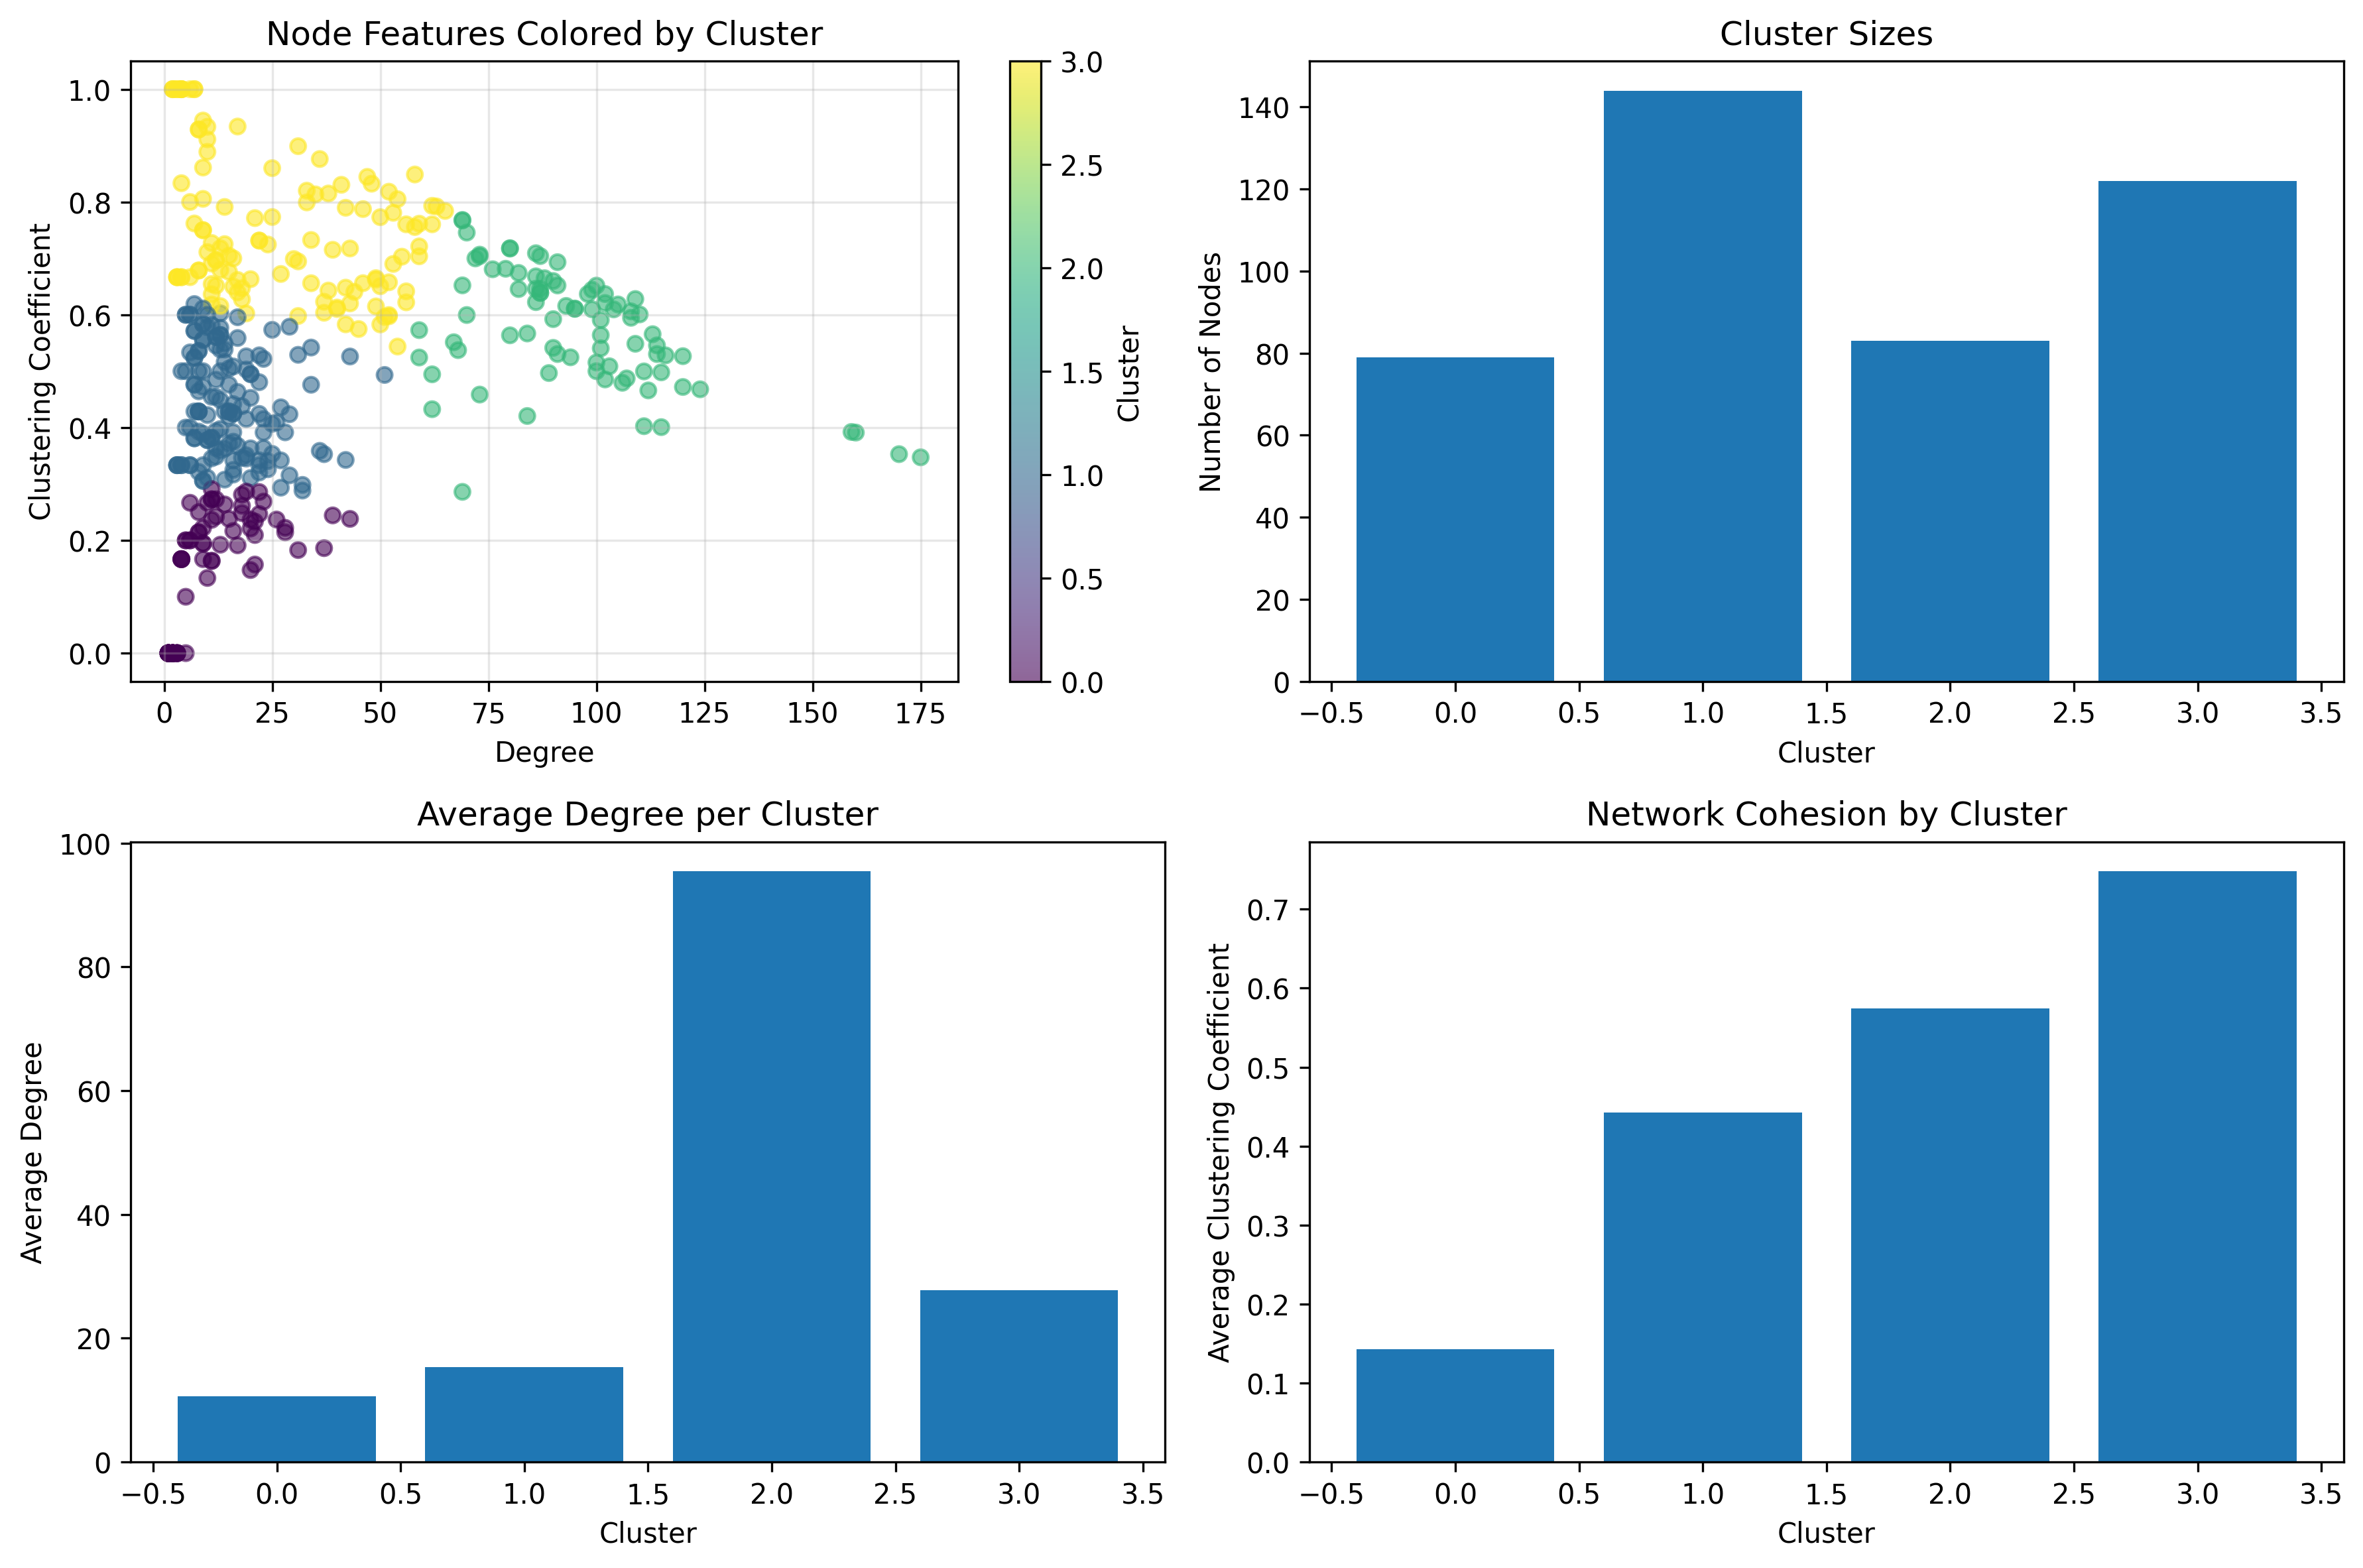 Node Features Colored by Cluster
1.0
0.8
0.6
0.4
0.2
0.0
Clustering Coefficient
0 25 50 75 100 125 150 175
Degree
3.0
2.5
2.0
1.5
1.0
0.5
0.0
Cluster
Cluster Sizes
140
120
100
80
60
40
20
0
Number of Nodes
−0.5 0.0 0.5 1.0 1.5 2.0 2.5 3.0 3.5
Cluster
Average Degree per Cluster
100
80
60
40
20
0
Average Degree
−0.5 0.0 0.5 1.0 1.5 2.0 2.5 3.0 3.5
Cluster
Network Cohesion by Cluster
0.7
0.6
0.5
0.4
0.3
0.2
0.1
0.0
Average Clustering Coefficient
−0.5 0.0 0.5 1.0 1.5 2.0 2.5 3.0 3.5
Cluster